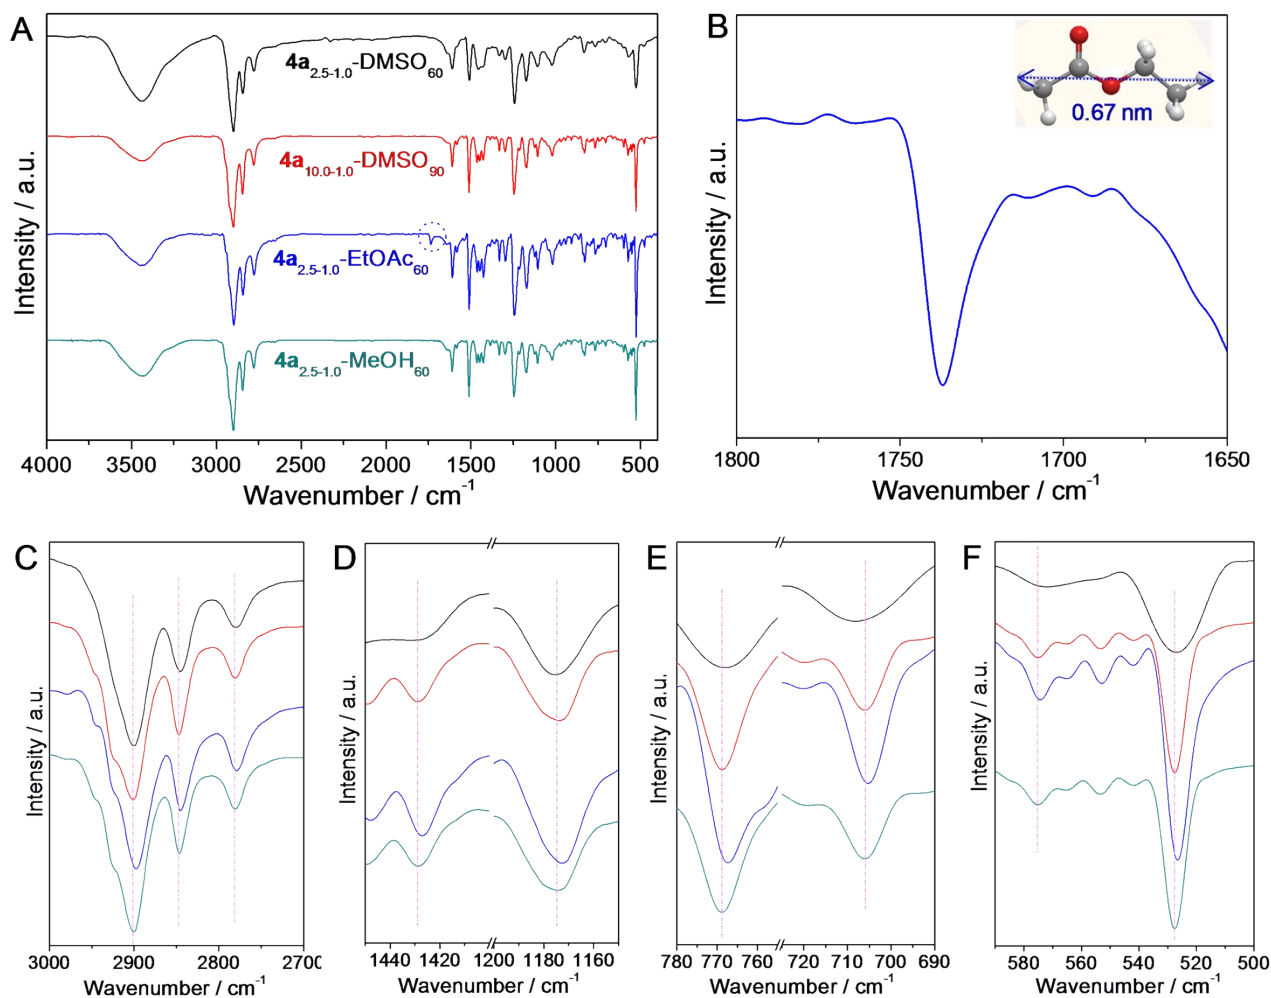 A
Intensity / a.u.
4a2.5-1.0-DMSO60
4a10.0-1.0-DMSO90
4a2.5-1.0-EtOAc60
4a2.5-1.0-MeOH60
4000 3500 3000 2500 2000 1500 1000 500
Wavenumber / cm-1
B
Intensity / a.u.
0.67 nm
1800 1750 1700 1650
Wavenumber / cm-1
C
Intensity / a.u.
3000 2900 2800 270
Wavenumber / cm-1
D
Intensity / a.u.
1440 1200 1180 1160
Wavenumber / cm-1
E
Intensity / a.u.
780 770 760 720 700 690
Wavenumber / cm-1
F
Intensity / a.u.
580 560 540 520 500
Wavenumber / cm-1